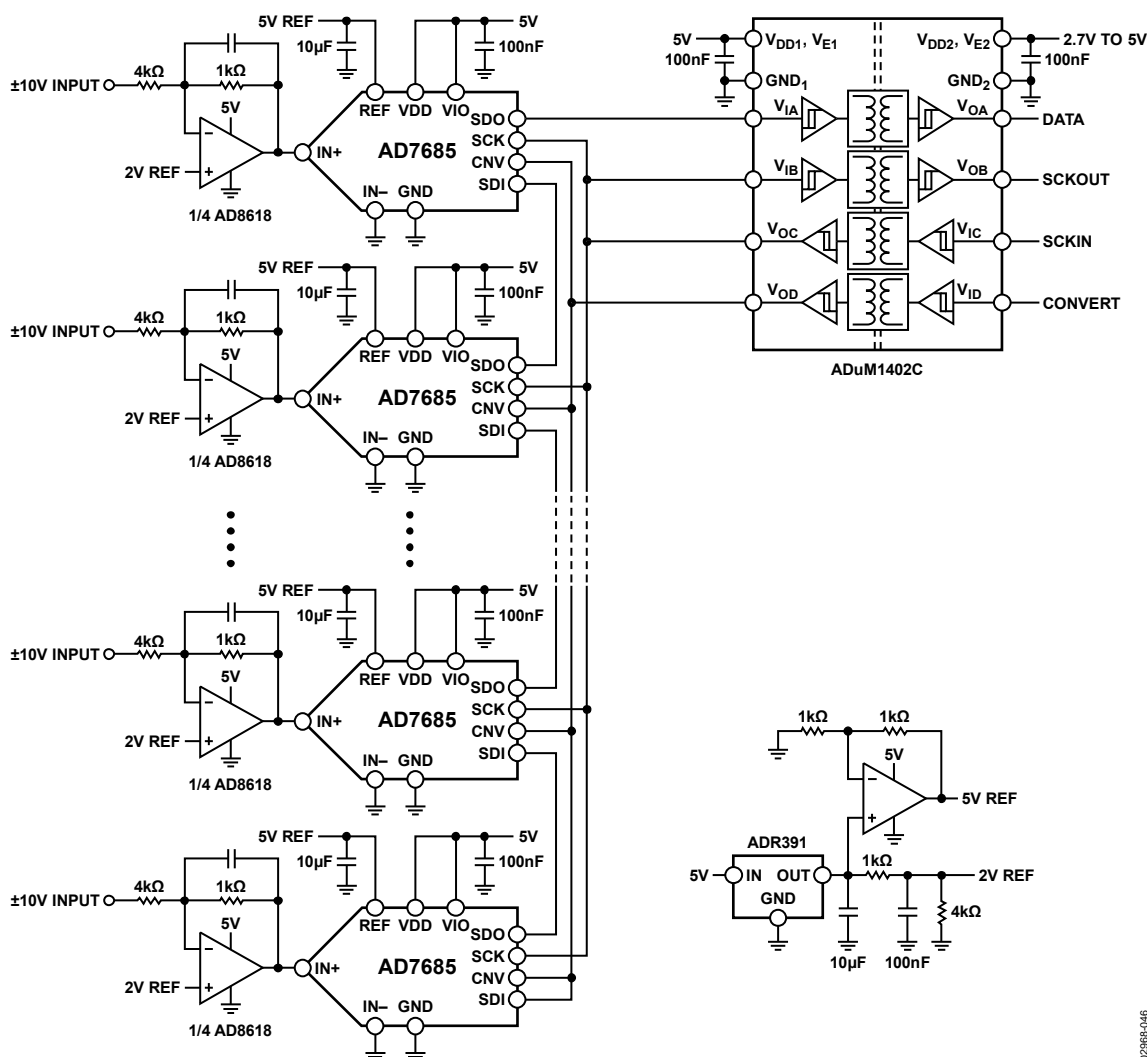 5V REF
5V
10µF
100nF
4kΩ
1kΩ
±10V INPUT
5V
2V REF
1/4 AD8618
REF VDD VIO
IN+
AD7685
SDO
SCK
CNV
SDI
IN– GND
5V REF
5V
10µF
100nF
4kΩ
1kΩ
±10V INPUT
5V
2V REF
1/4 AD8618
REF VDD VIO
IN+
AD7685
SDO
SCK
CNV
SDI
IN– GND
5V REF
5V
10µF
100nF
4kΩ
1kΩ
±10V INPUT
5V
2V REF
1/4 AD8618
REF VDD VIO
IN+
AD7685
SDO
SCK
CNV
SDI
IN– GND
5V REF
5V
10µF
100nF
4kΩ
1kΩ
±10V INPUT
5V
2V REF
1/4 AD8618
REF VDD VIO
IN+
AD7685
SDO
SCK
CNV
SDI
IN– GND
5V
100nF
VDD1, VE1
VDD2, VE2
2.7V TO 5V
100nF
GND1
GND2
VIA
VOA
DATA
VIB
VOB
SCKOUT
VOC
VIC
SCKIN
VOD
VID
CONVERT
ADuM1402C
1kΩ
1kΩ
5V
5V REF
ADR391
5V
IN OUT
GND
1kΩ
2V REF
4kΩ
10µF
100nF
02968-046